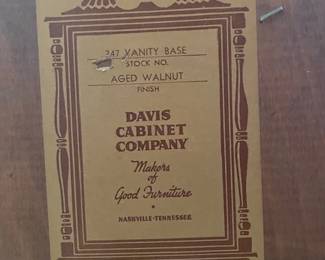 247 VANITY BASE
STOCK NO.
AGED WALNUT
FINISH
DAVIS
CABINET
COMPANY
Makers
of
Good Furniture
NASHVILLE-TENNESSEE